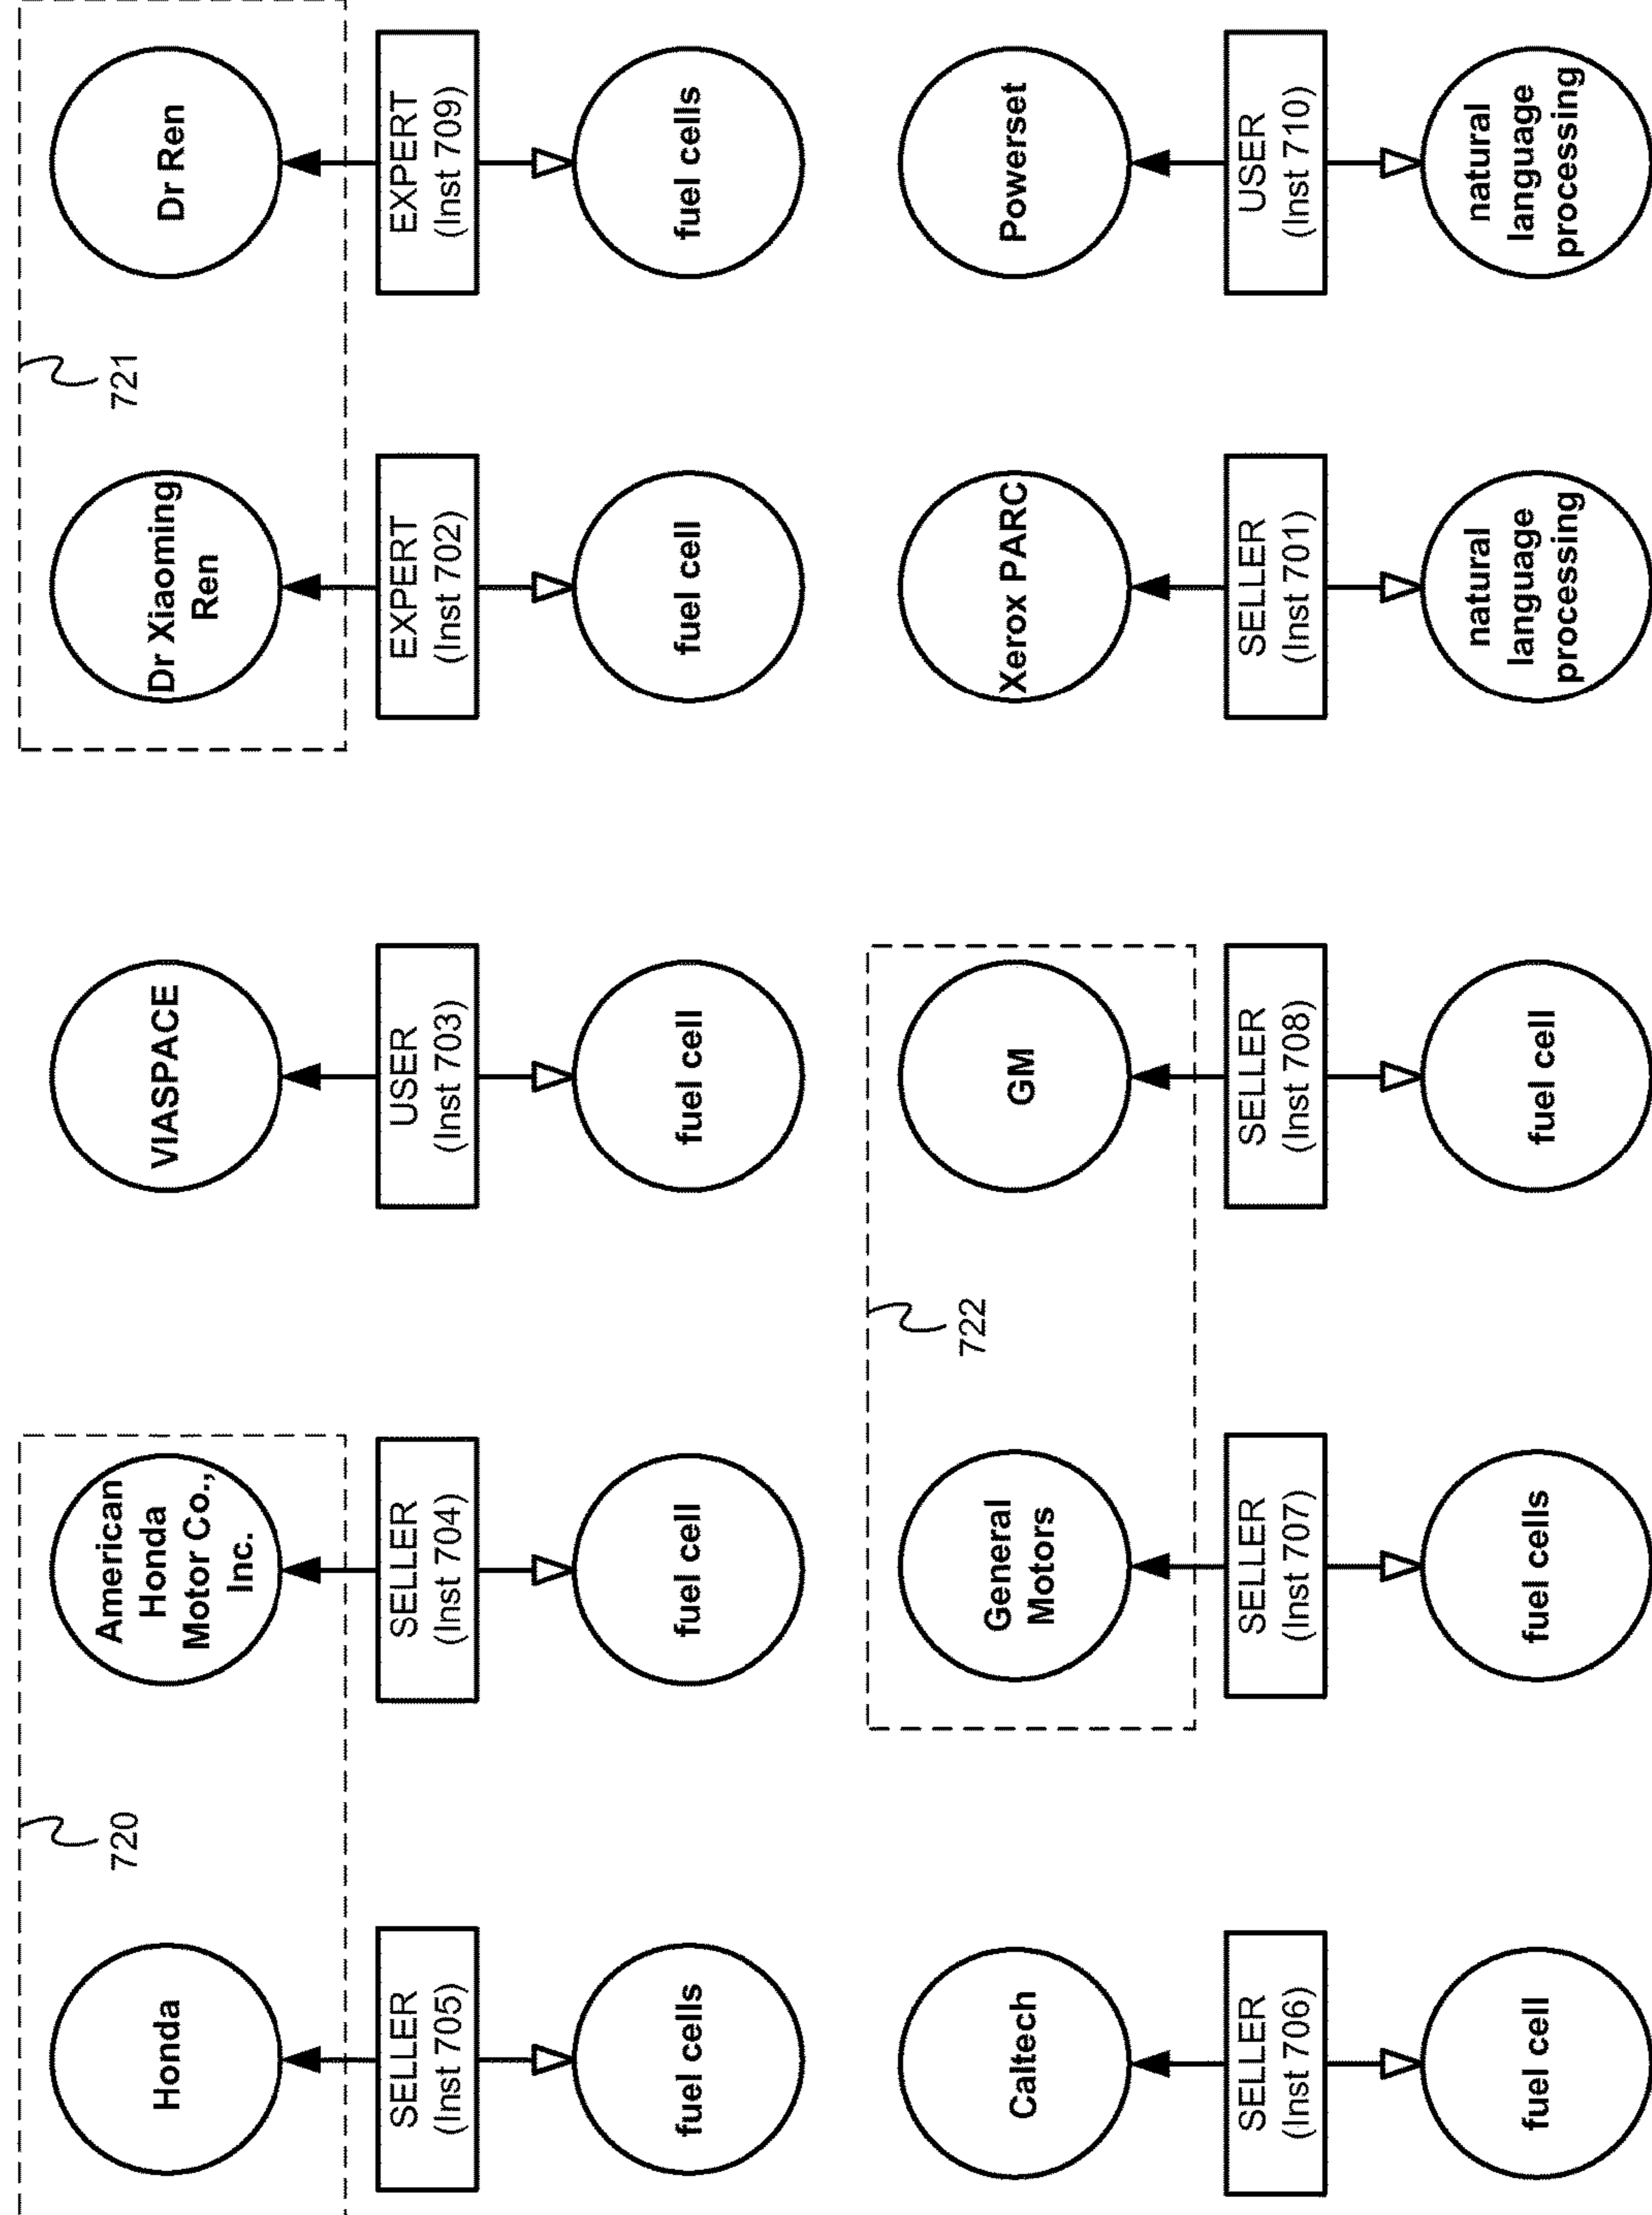 720
Honda
SELLER
(Inst 705)
fuel cells
American
Honda
Motor Co.,
Inc.
SELLER
(Inst 704)
fuel cell
VIASPACE
USER
(Inst 703)
fuel cell
721
Dr Xiaoming
Ren
EXPERT
(Inst 702)
fuel cell
Dr Ren
EXPERT
(Inst 709)
fuel cells
Caltech
SELLER
(Inst 706)
fuel cell
722
General
Motors
SELLER
(Inst 707)
fuel cells
GM
SELLER
(Inst 708)
fuel cell
Xerox PARC
SELLER
(Inst 701)
natural
language
processing
Powerset
USER
(Inst 710)
natural
language
processing